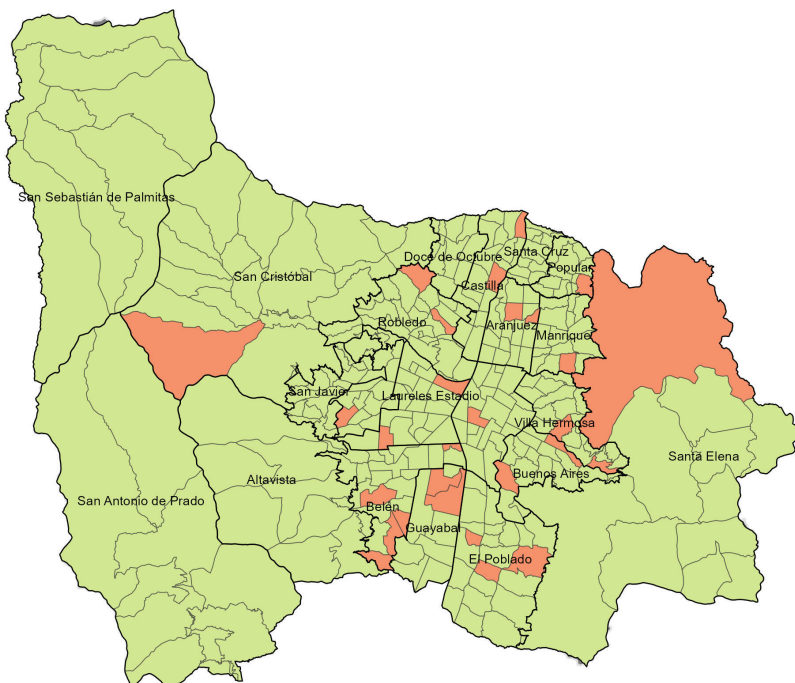 San Sebastián de Palmitas
San Cristóbal
Doce de Octubre
Santa Cruz
Popular
Castilla
Robledo
Aranjuez
Manrique
San Javier
Laureles Estadio
Villa Hermosa
Santa Elena
Buenos Aires
Altavista
San Antonio de Prado
Belén
Guayabal
El Poblado